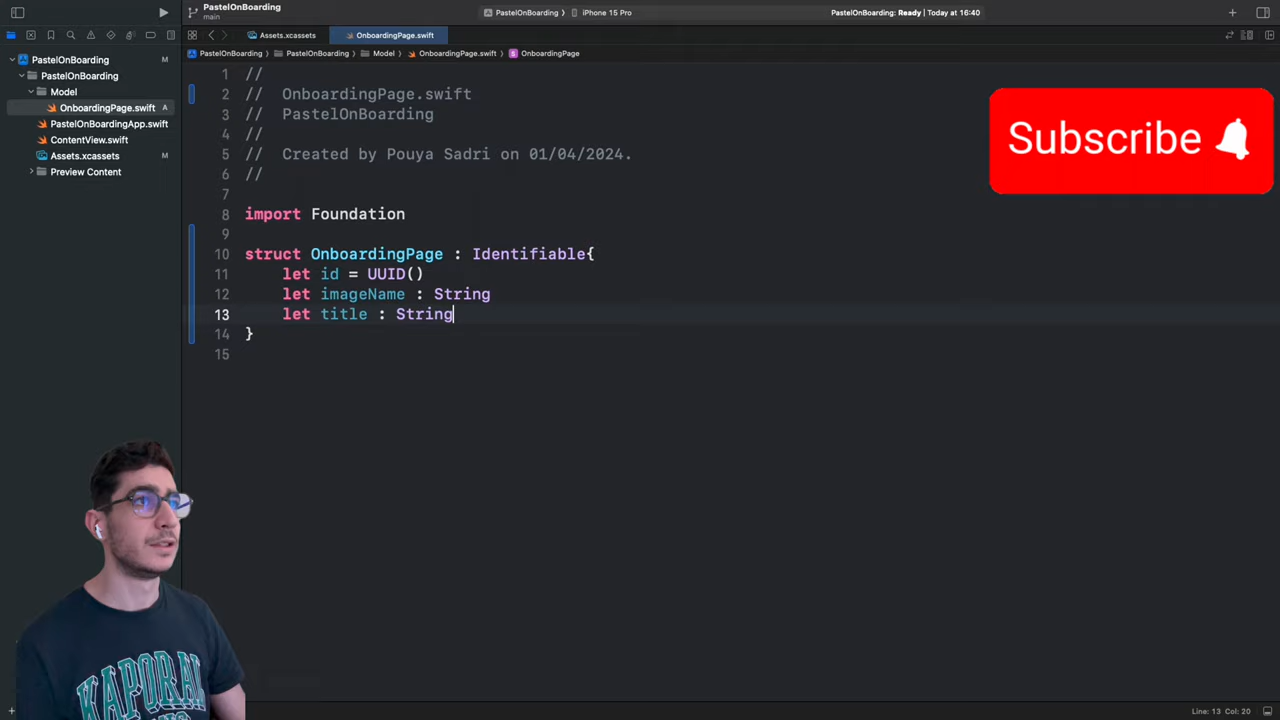 PastelOnBoarding
main
PastelOnBoarding
iPhone 15 Pro
PastelOnBoarding: Ready | Today at 16:40
Assets.xcassets
OnboardingPage.swift
PastelOnBoarding
M
PastelOnBoarding
Model
OnboardingPage.swift
A
PastelOnBoardingApp.swift
ContentView.swift
Assets.xcassets
M
Preview Content
PastelOnBoarding
PastelOnBoarding
Model
OnboardingPage.swift
OnboardingPage
1 //
2 // OnboardingPage.swift
3 // PastelOnBoarding
4 //
5 // Created by Pouya Sadri on 01/04/2024.
6 //
7
8 import Foundation
9
10 struct OnboardingPage : Identifiable{
11 let id = UUID()
12 let imageName : String
13 let title : String
14 }
15
Subscribe
KAPORAL
Line: 13 Col: 20